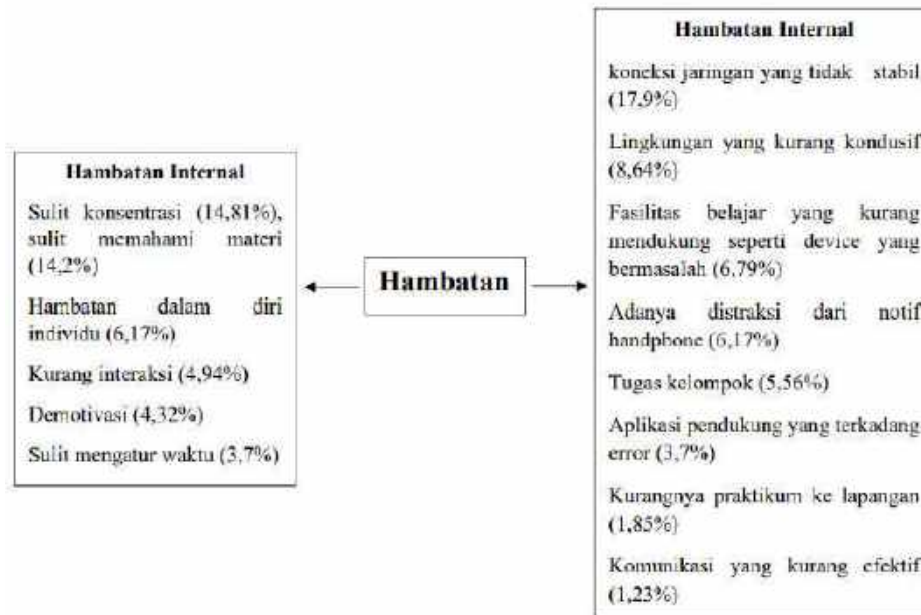 Hambatan Internal
Sulit konsentrasi (14,81%),
sulit memahami materi
(14,2%)
Hambatan dalam diri
individu (6,17%)
Kurang interaksi (4,94%)
Demotivasi (4,32%)
Sulit mengatur waktu (3,7%)
Hambatan
Hambatan Internal
koneksi jaringan yang tidak stabil
(17,9%)
Lingkungan yang kurang kondusif
(8,64%)
Fasilitas belajar yang kurang
mendukung seperti device yang
bermasalah (6,79%)
Adanya distraksi dari notif
handphone (6,17%)
Tugas kelompok (5,56%)
Aplikasi pendukung yang terkadang
error (3,7%)
Kurangnya praktikum ke lapangan
(1,85%)
Komunikasi yang kurang efektif
(1,23%)